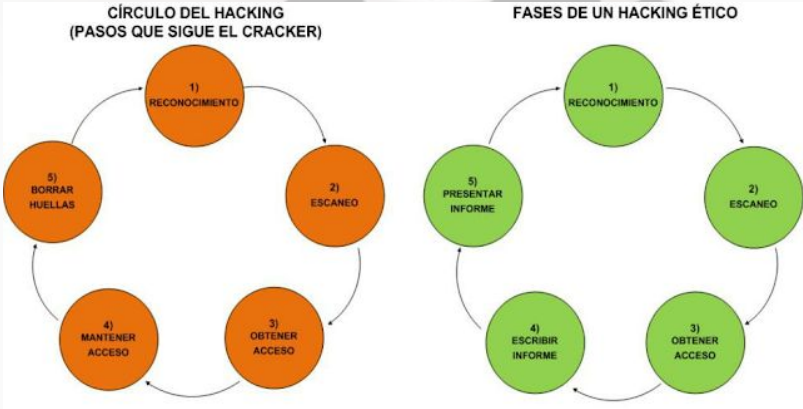 CÍRCULO DEL HACKING
(PASOS QUE SIGUE EL CRACKER)
1)
RECONOCIMIENTO
2)
ESCANEO
3)
OBTENER
ACCESO
4)
MANTENER
ACCESO
5)
BORRAR
HUELLAS
FASES DE UN HACKING ÉTICO
1)
RECONOCIMIENTO
2)
ESCANEO
3)
OBTENER
ACCESO
4)
ESCRIBIR
INFORME
5)
PRESENTAR
INFORME